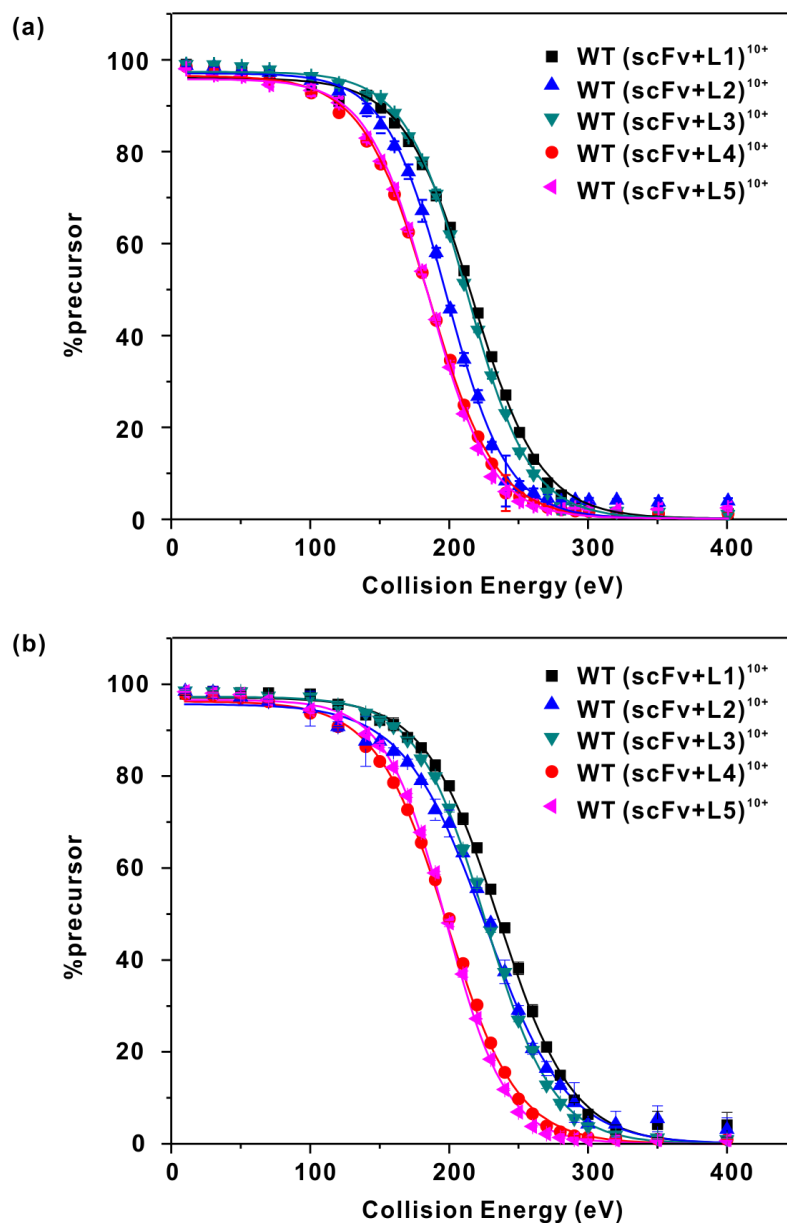 (a)
100
80
60
40
20
0
%precursor
WT (scFv+L1)¹⁰⁺
WT (scFv+L2)¹⁰⁺
WT (scFv+L3)¹⁰⁺
WT (scFv+L4)¹⁰⁺
WT (scFv+L5)¹⁰⁺
0 100 200 300 400
Collision Energy (eV)
(b)
100
80
60
40
20
0
%precursor
WT (scFv+L1)¹⁰⁺
WT (scFv+L2)¹⁰⁺
WT (scFv+L3)¹⁰⁺
WT (scFv+L4)¹⁰⁺
WT (scFv+L5)¹⁰⁺
0 100 200 300 400
Collision Energy (eV)